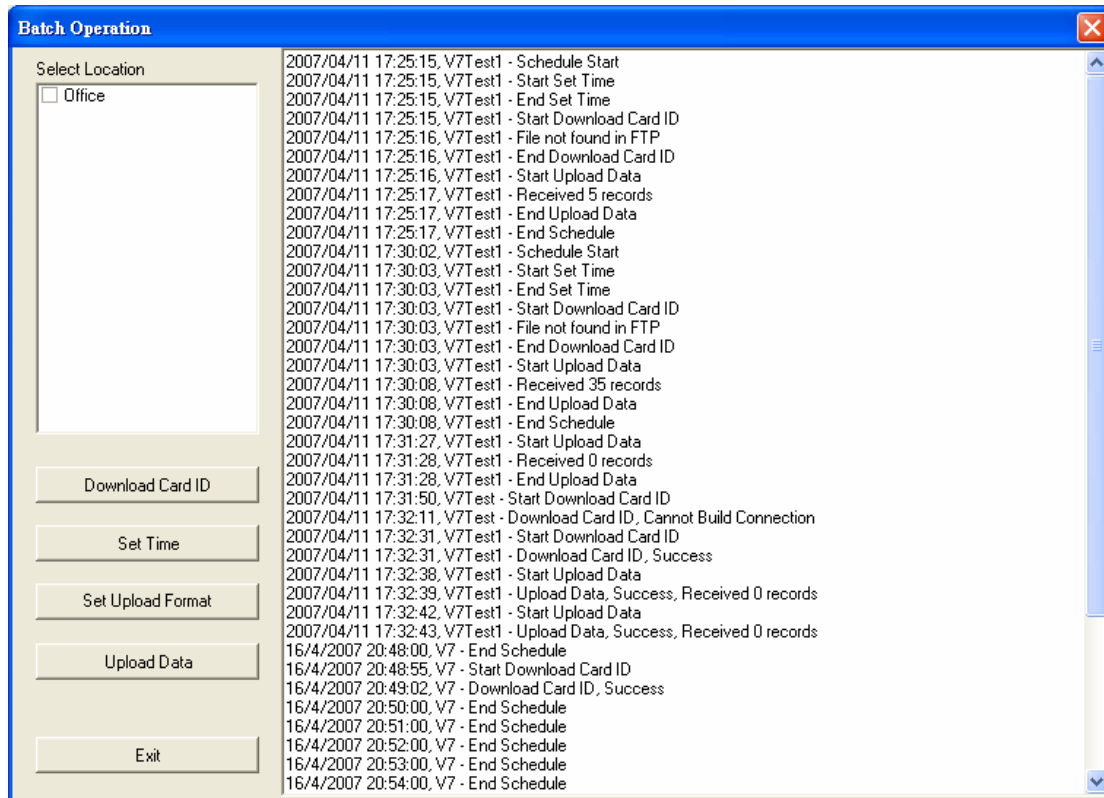 Batch Operation
Select Location
Office
Download Card ID
Set Time
Set Upload Format
Upload Data
Exit
2007/04/11 17:25:15, V7Test1 - Schedule Start
2007/04/11 17:25:15, V7Test1 - Start Set Time
2007/04/11 17:25:15, V7Test1 - End Set Time
2007/04/11 17:25:15, V7Test1 - Start Download Card ID
2007/04/11 17:25:16, V7Test1 - File not found in FTP
2007/04/11 17:25:16, V7Test1 - End Download Card ID
2007/04/11 17:25:16, V7Test1 - Start Upload Data
2007/04/11 17:25:17, V7Test1 - Received 5 records
2007/04/11 17:25:17, V7Test1 - End Upload Data
2007/04/11 17:25:17, V7Test1 - End Schedule
2007/04/11 17:30:02, V7Test1 - Schedule Start
2007/04/11 17:30:03, V7Test1 - Start Set Time
2007/04/11 17:30:03, V7Test1 - End Set Time
2007/04/11 17:30:03, V7Test1 - Start Download Card ID
2007/04/11 17:30:03, V7Test1 - File not found in FTP
2007/04/11 17:30:03, V7Test1 - End Download Card ID
2007/04/11 17:30:03, V7Test1 - Start Upload Data
2007/04/11 17:30:08, V7Test1 - Received 35 records
2007/04/11 17:30:08, V7Test1 - End Upload Data
2007/04/11 17:30:08, V7Test1 - End Schedule
2007/04/11 17:31:27, V7Test1 - Start Upload Data
2007/04/11 17:31:28, V7Test1 - Received 0 records
2007/04/11 17:31:28, V7Test1 - End Upload Data
2007/04/11 17:31:50, V7Test - Start Download Card ID
2007/04/11 17:32:11, V7Test - Download Card ID, Cannot Build Connection
2007/04/11 17:32:31, V7Test1 - Start Download Card ID
2007/04/11 17:32:31, V7Test1 - Download Card ID, Success
2007/04/11 17:32:38, V7Test1 - Start Upload Data
2007/04/11 17:32:39, V7Test1 - Upload Data, Success, Received 0 records
2007/04/11 17:32:42, V7Test1 - Start Upload Data
2007/04/11 17:32:43, V7Test1 - Upload Data, Success, Received 0 records
16/4/2007 20:48:00, V7 - End Schedule
16/4/2007 20:48:55, V7 - Start Download Card ID
16/4/2007 20:49:02, V7 - Download Card ID, Success
16/4/2007 20:50:00, V7 - End Schedule
16/4/2007 20:51:00, V7 - End Schedule
16/4/2007 20:52:00, V7 - End Schedule
16/4/2007 20:53:00, V7 - End Schedule
16/4/2007 20:54:00, V7 - End Schedule